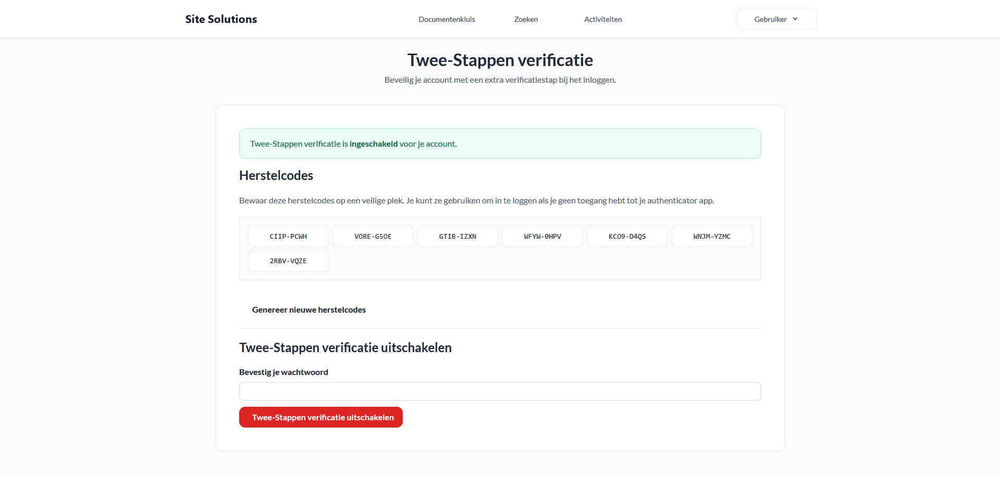 Site Solutions
Documentenkluis
Zoeken
Activiteiten
Gebruiker
Twee-Stappen verificatie
Beveilig je account met een extra verificatiestap bij het inloggen.
Twee-Stappen verificatie is ingeschakeld voor je account.
Herstelcodes
Bewaar deze herstelcodes op een veilige plek. Je kunt ze gebruiken om in te loggen als je geen toegang hebt tot je authenticator app.
CIIP-PCWH
VORE-G5OE
GTIB-IZXN
WFYW-0HPV
KCO9-D4QS
WNJM-YZMC
2RBV-VQZE
Genereer nieuwe herstelcodes
Twee-Stappen verificatie uitschakelen
Bevestig je wachtwoord
Twee-Stappen verificatie uitschakelen